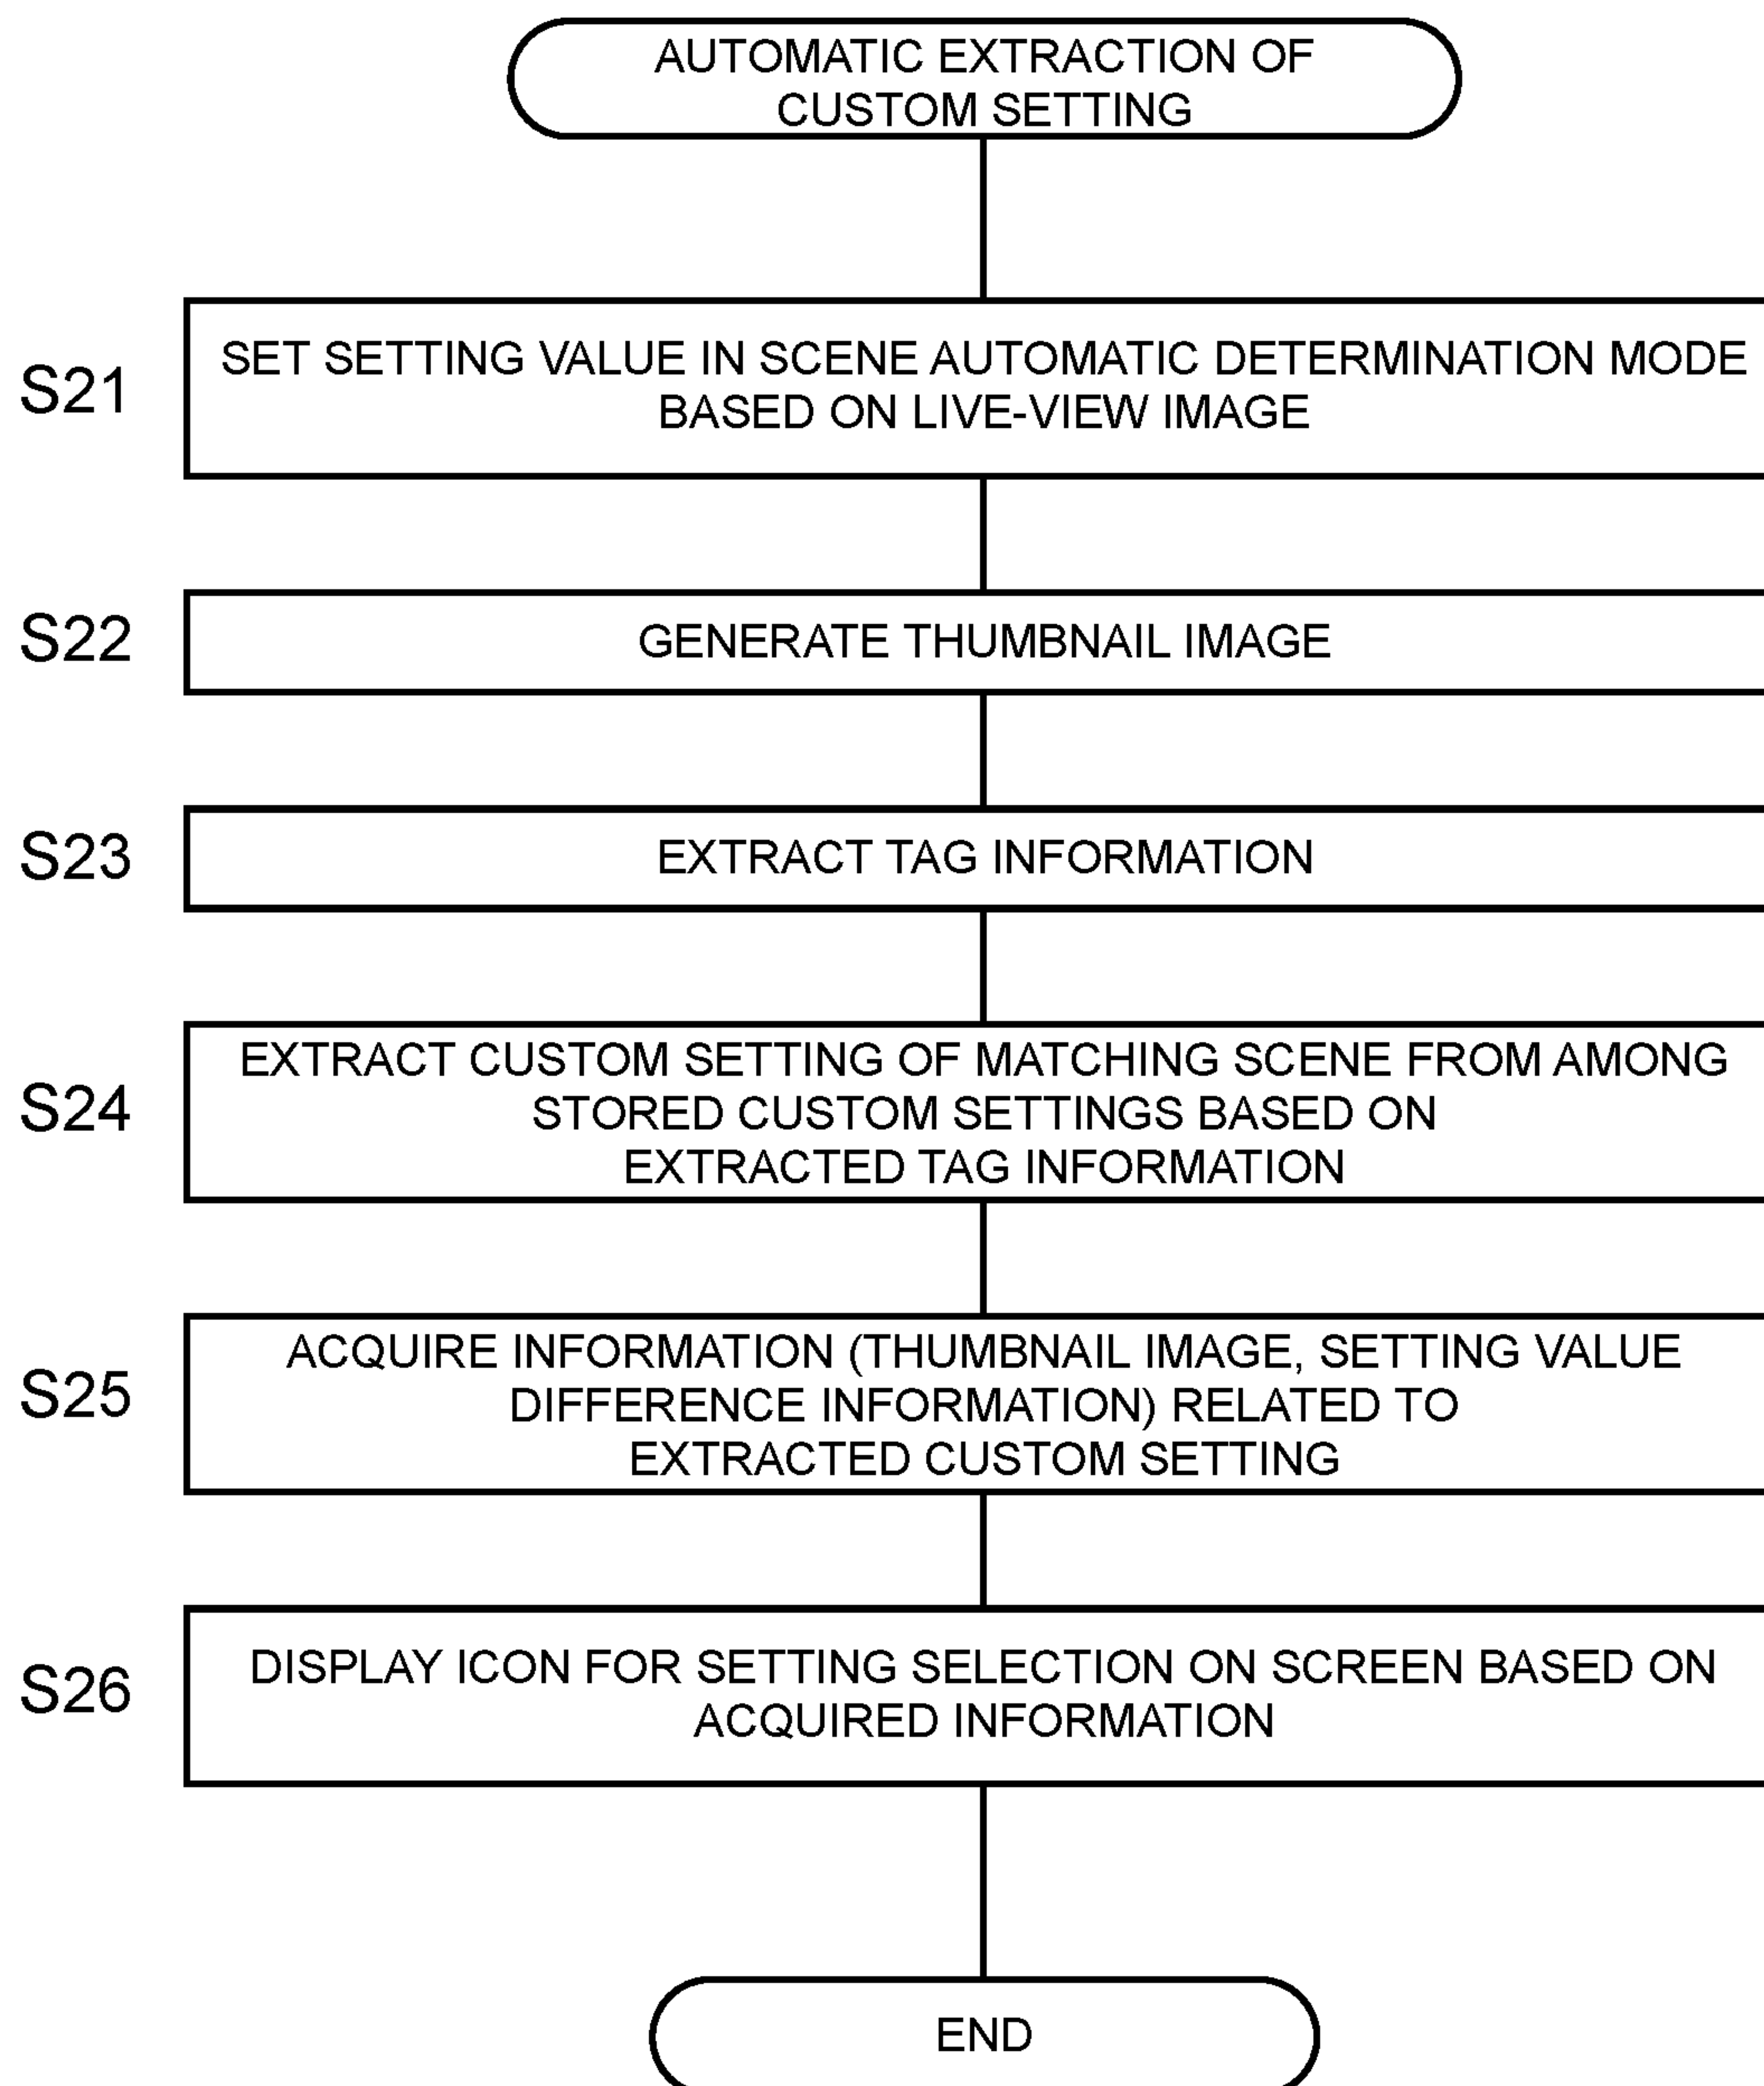 AUTOMATIC EXTRACTION OF
CUSTOM SETTING
S21
SET SETTING VALUE IN SCENE AUTOMATIC DETERMINATION MODE
BASED ON LIVE-VIEW IMAGE
S22
GENERATE THUMBNAIL IMAGE
S23
EXTRACT TAG INFORMATION
S24
EXTRACT CUSTOM SETTING OF MATCHING SCENE FROM AMONG
STORED CUSTOM SETTINGS BASED ON
EXTRACTED TAG INFORMATION
S25
ACQUIRE INFORMATION (THUMBNAIL IMAGE, SETTING VALUE
DIFFERENCE INFORMATION) RELATED TO
EXTRACTED CUSTOM SETTING
S26
DISPLAY ICON FOR SETTING SELECTION ON SCREEN BASED ON
ACQUIRED INFORMATION
END